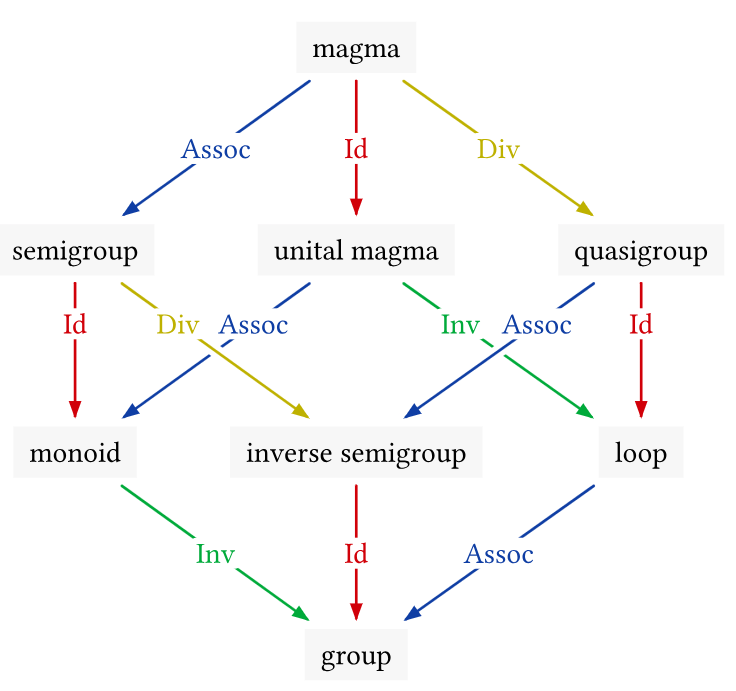 magma
Assoc Id Div
semigroup unital magma quasigroup
Id Div Assoc Inv Assoc Id
monoid inverse semigroup loop
Inv Id Assoc
group